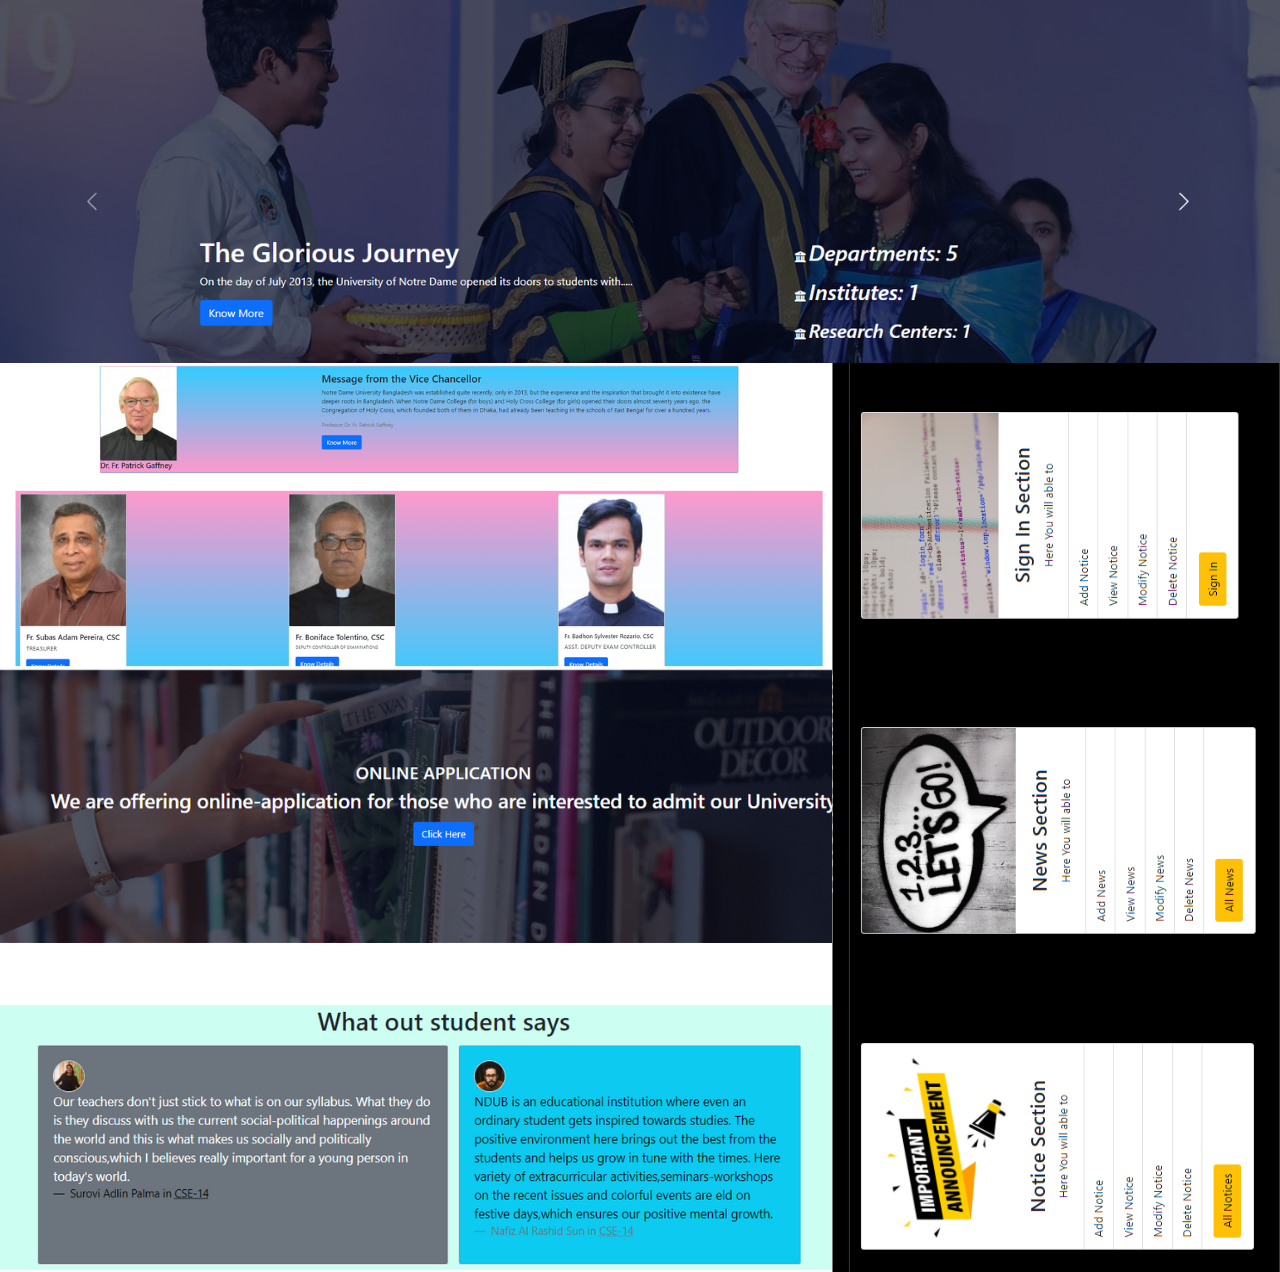 19
The Glorious Journey
On the day of July 2013, the University of Notre Dame opened its doors to students with.....
Know More
Departments: 5
Institutes: 1
Research Centers: 1
Message from the Vice Chancellor
Notre Dame University Bangladesh was established quite recently, only in 2013, but the experience and the inspiration that brought it into existence have
deeper roots in Bangladesh. When Notre Dame College (for boys) and Holy Cross College (for girls) opened their doors almost seventy years ago, the
Congregation of Holy Cross, which founded both of them in Dhaka, had already been teaching in the schools of East Bengal for over a hundred years.
Professor Dr. Fr. Patrick Gaffney
Know More
Dr. Fr. Patrick Gaffney
Fr. Subas Adam Pereira, CSC
TREASURER
Know Details
Fr. Boniface Tolentino, CSC
DEPUTY CONTROLLER OF EXAMINATIONS
Know Details
Fr. Badhon Sylvester Rozario, CSC
ASST. DEPUTY EXAM CONTROLLER
Know Details
THE WAY
THE GARDEN
OUTDOOR
DECOR
ONLINE APPLICATION
We are offering online-application for those who are interested to admit our University
Click Here
What out student says
Our teachers don't just stick to what is on our syllabus. What they do
is they discuss with us the current social-political happenings around
the world and this is what makes us socially and politically
conscious,which I believes really important for a young person in
today's world.
— Surovi Adlin Palma in CSE-14
NDUB is an educational institution where even an
ordinary student gets inspired towards studies. The
positive environment here brings out the best from the
students and helps us grow in tune with the times. Here
variety of extracurricular activities,seminars-workshops
on the recent issues and colorful events are eld on
festive days,which ensures our positive mental growth.
— Nafiz Al Rashid Sun in CSE-14
Sign In Section
Here You will able to
Add Notice
View Notice
Modify Notice
Delete Notice
Sign In
1,2,3...
LET'S GO!
News Section
Here You will able to
Add News
View News
Modify News
Delete News
All News
IMPORTANT
ANNOUNCEMENT
Notice Section
Here You will able to
Add Notice
View Notice
Modify Notice
Delete Notice
All Notices